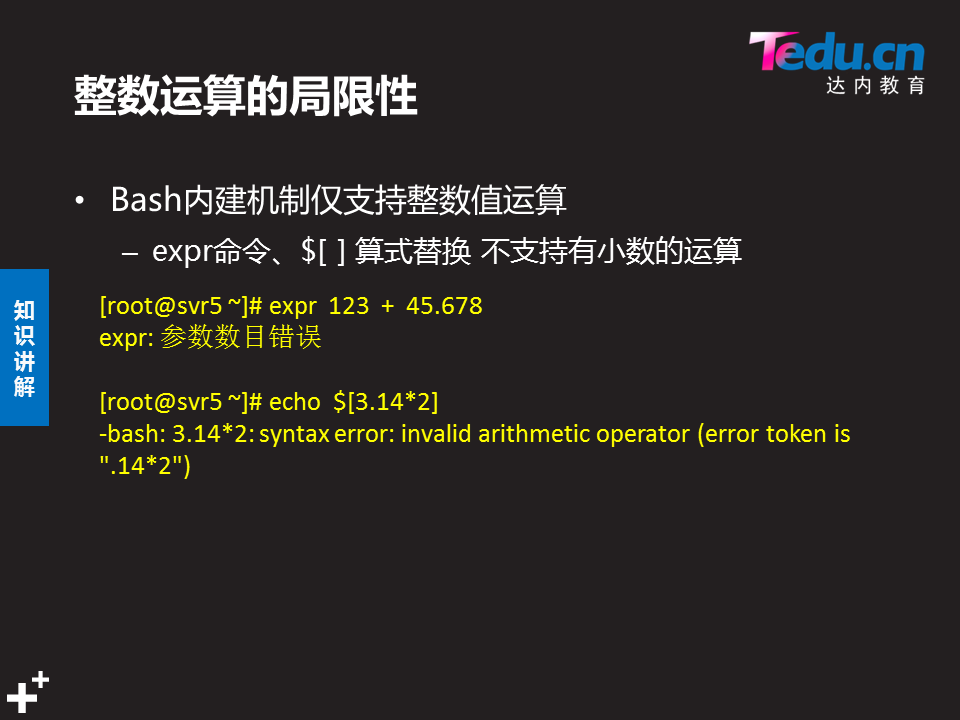 Tedu.cn
达内教育
整数运算的局限性
• Bash内建机制仅支持整数值运算
– expr命令、$[ ] 算式替换 不支持有小数的运算
知识讲解
[root@svr5 ~]# expr 123 + 45.678
expr: 参数数目错误
[root@svr5 ~]# echo $[3.14*2]
-bash: 3.14*2: syntax error: invalid arithmetic operator (error token is
".14*2")